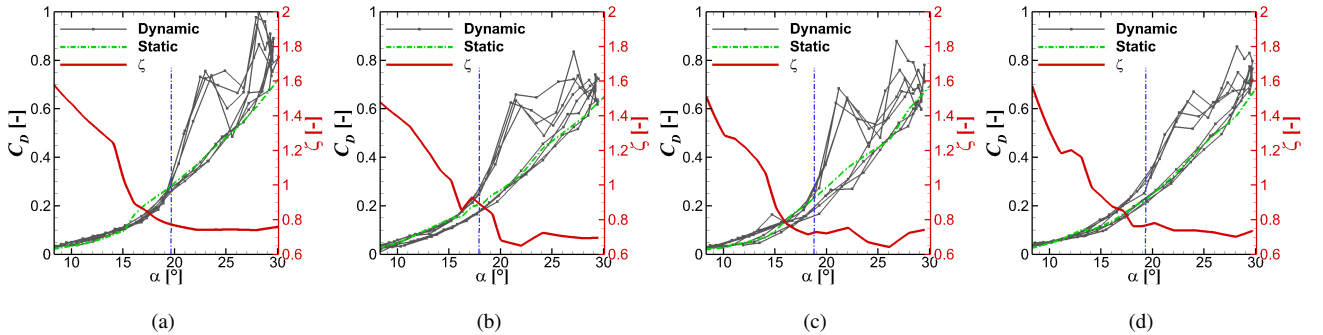 (a)
Dynamic
Static
ζ
C_D [-]
1
0.8
0.6
0.4
0.2
0
10 15 20 25 30
α [°]
2
1.8
1.6
1.4
1.2
1
0.8
0.6
ζ [-]
(a)
(b)
Dynamic
Static
ζ
C_D [-]
1
0.8
0.6
0.4
0.2
0
10 15 20 25 30
α [°]
2
1.8
1.6
1.4
1.2
1
0.8
0.6
ζ [-]
(b)
(c)
Dynamic
Static
ζ
C_D [-]
1
0.8
0.6
0.4
0.2
0
10 15 20 25 30
α [°]
2
1.8
1.6
1.4
1.2
1
0.8
0.6
ζ [-]
(c)
(d)
Dynamic
Static
ζ
C_D [-]
1
0.8
0.6
0.4
0.2
0
10 15 20 25 30
α [°]
2
1.8
1.6
1.4
1.2
1
0.8
0.6
ζ [-]
(d)